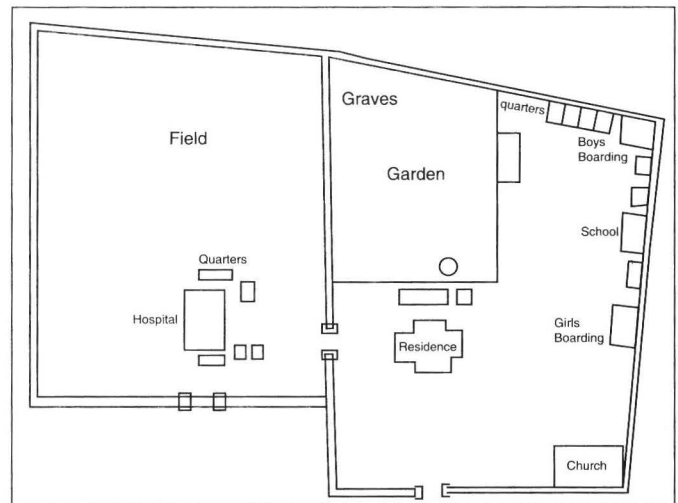 Graves
quarters
Field
Boys
Boarding
Garden
School
Quarters
Hospital
Girls
Boarding
Residence
Church